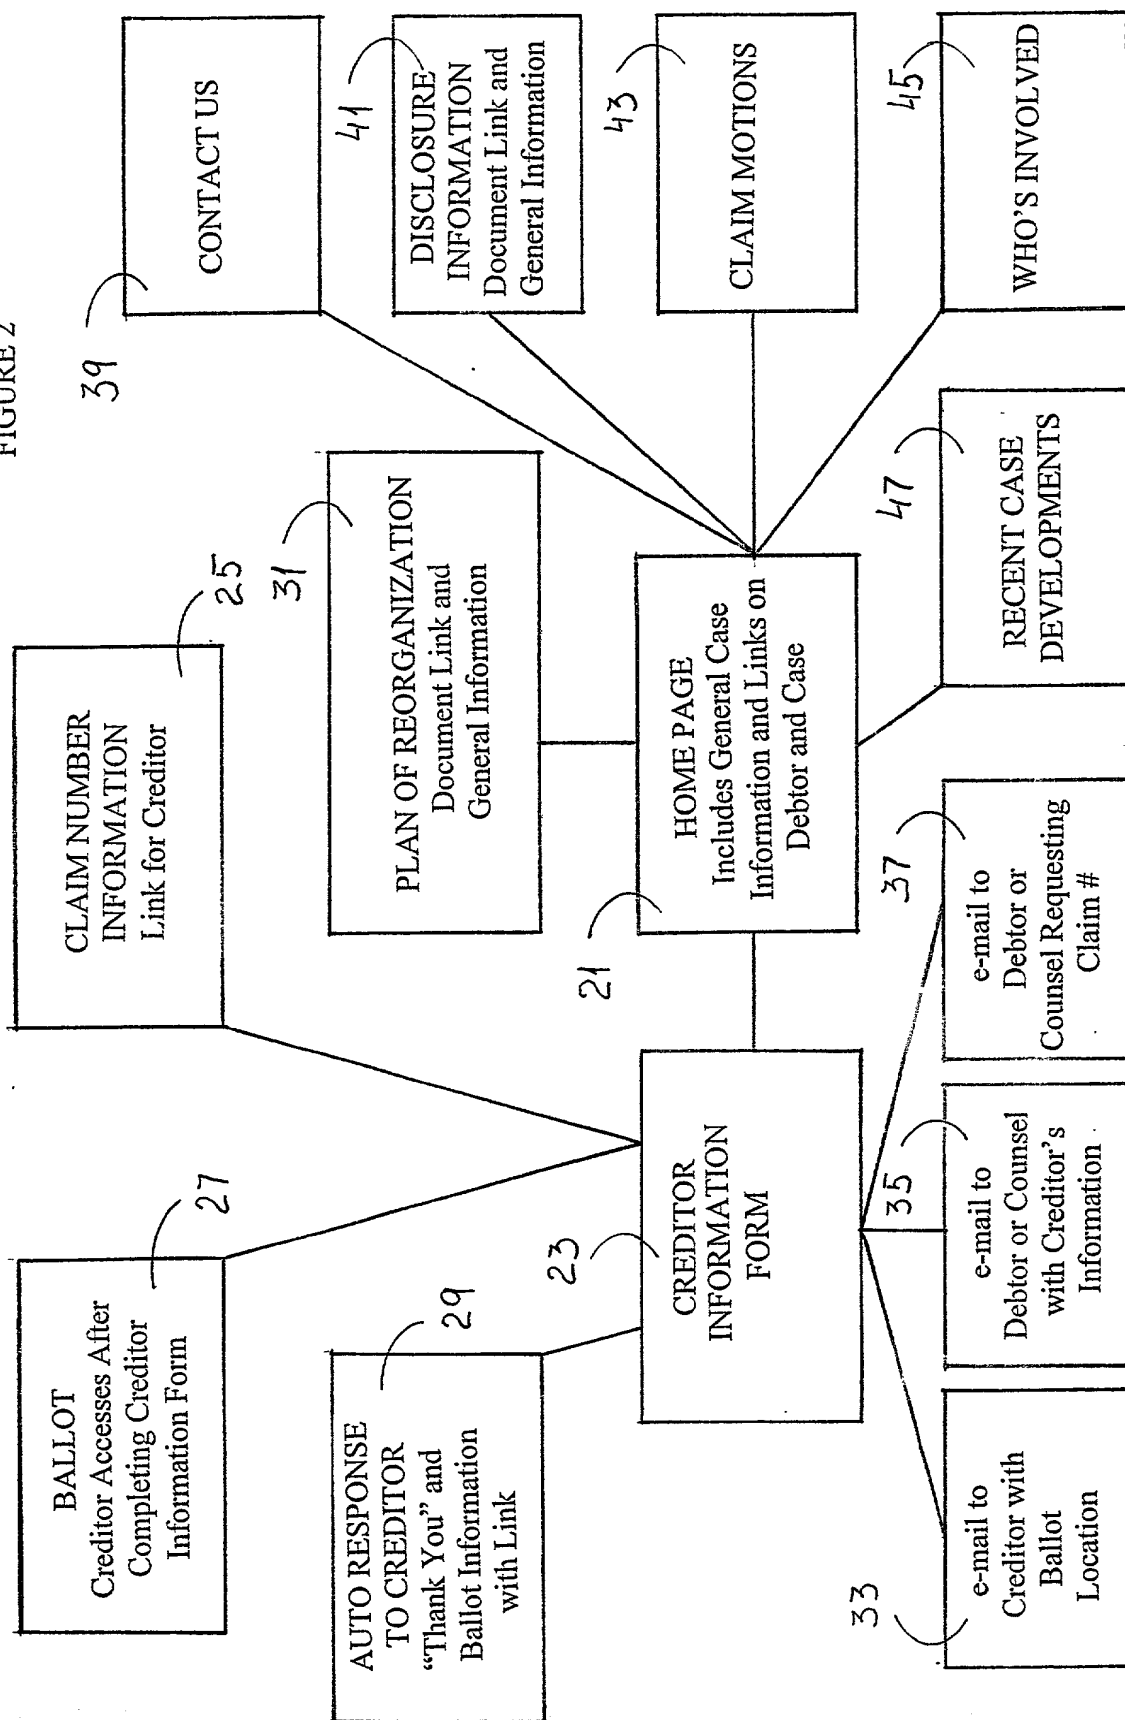 FIGURE 2
BALLOT
Creditor Accesses After
Completing Creditor
Information Form
27
CLAIM NUMBER
INFORMATION
Link for Creditor
25
39
CONTACT US
AUTO RESPONSE
TO CREDITOR
“Thank You” and
Ballot Information
with Link
29
PLAN OF REORGANIZATION
Document Link and
General Information
31
41
DISCLOSURE
INFORMATION
Document Link and
General Information
23
CREDITOR
INFORMATION
FORM
21
HOME PAGE
Includes General Case
Information and Links on
Debtor and Case
43
CLAIM MOTIONS
33
e-mail to
Creditor with
Ballot
Location
35
e-mail to
Debtor or Counsel
with Creditor’s
Information
37
e-mail to
Debtor or
Counsel Requesting
Claim #
47
RECENT CASE
DEVELOPMENTS
45
WHO’S INVOLVED